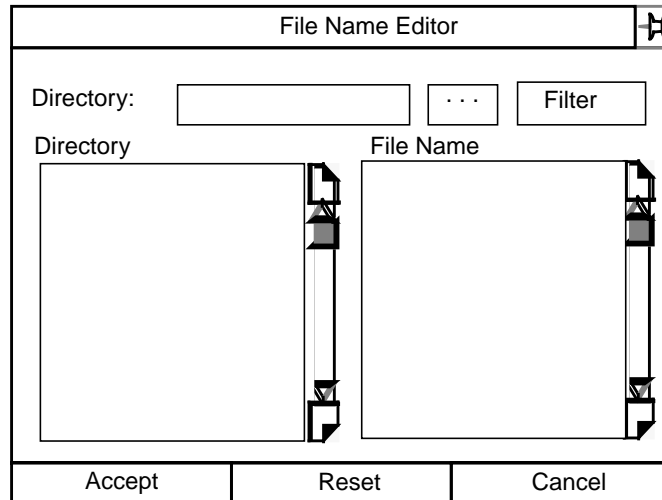 File Name Editor
Directory: . . . Filter
Directory File Name
Accept Reset Cancel